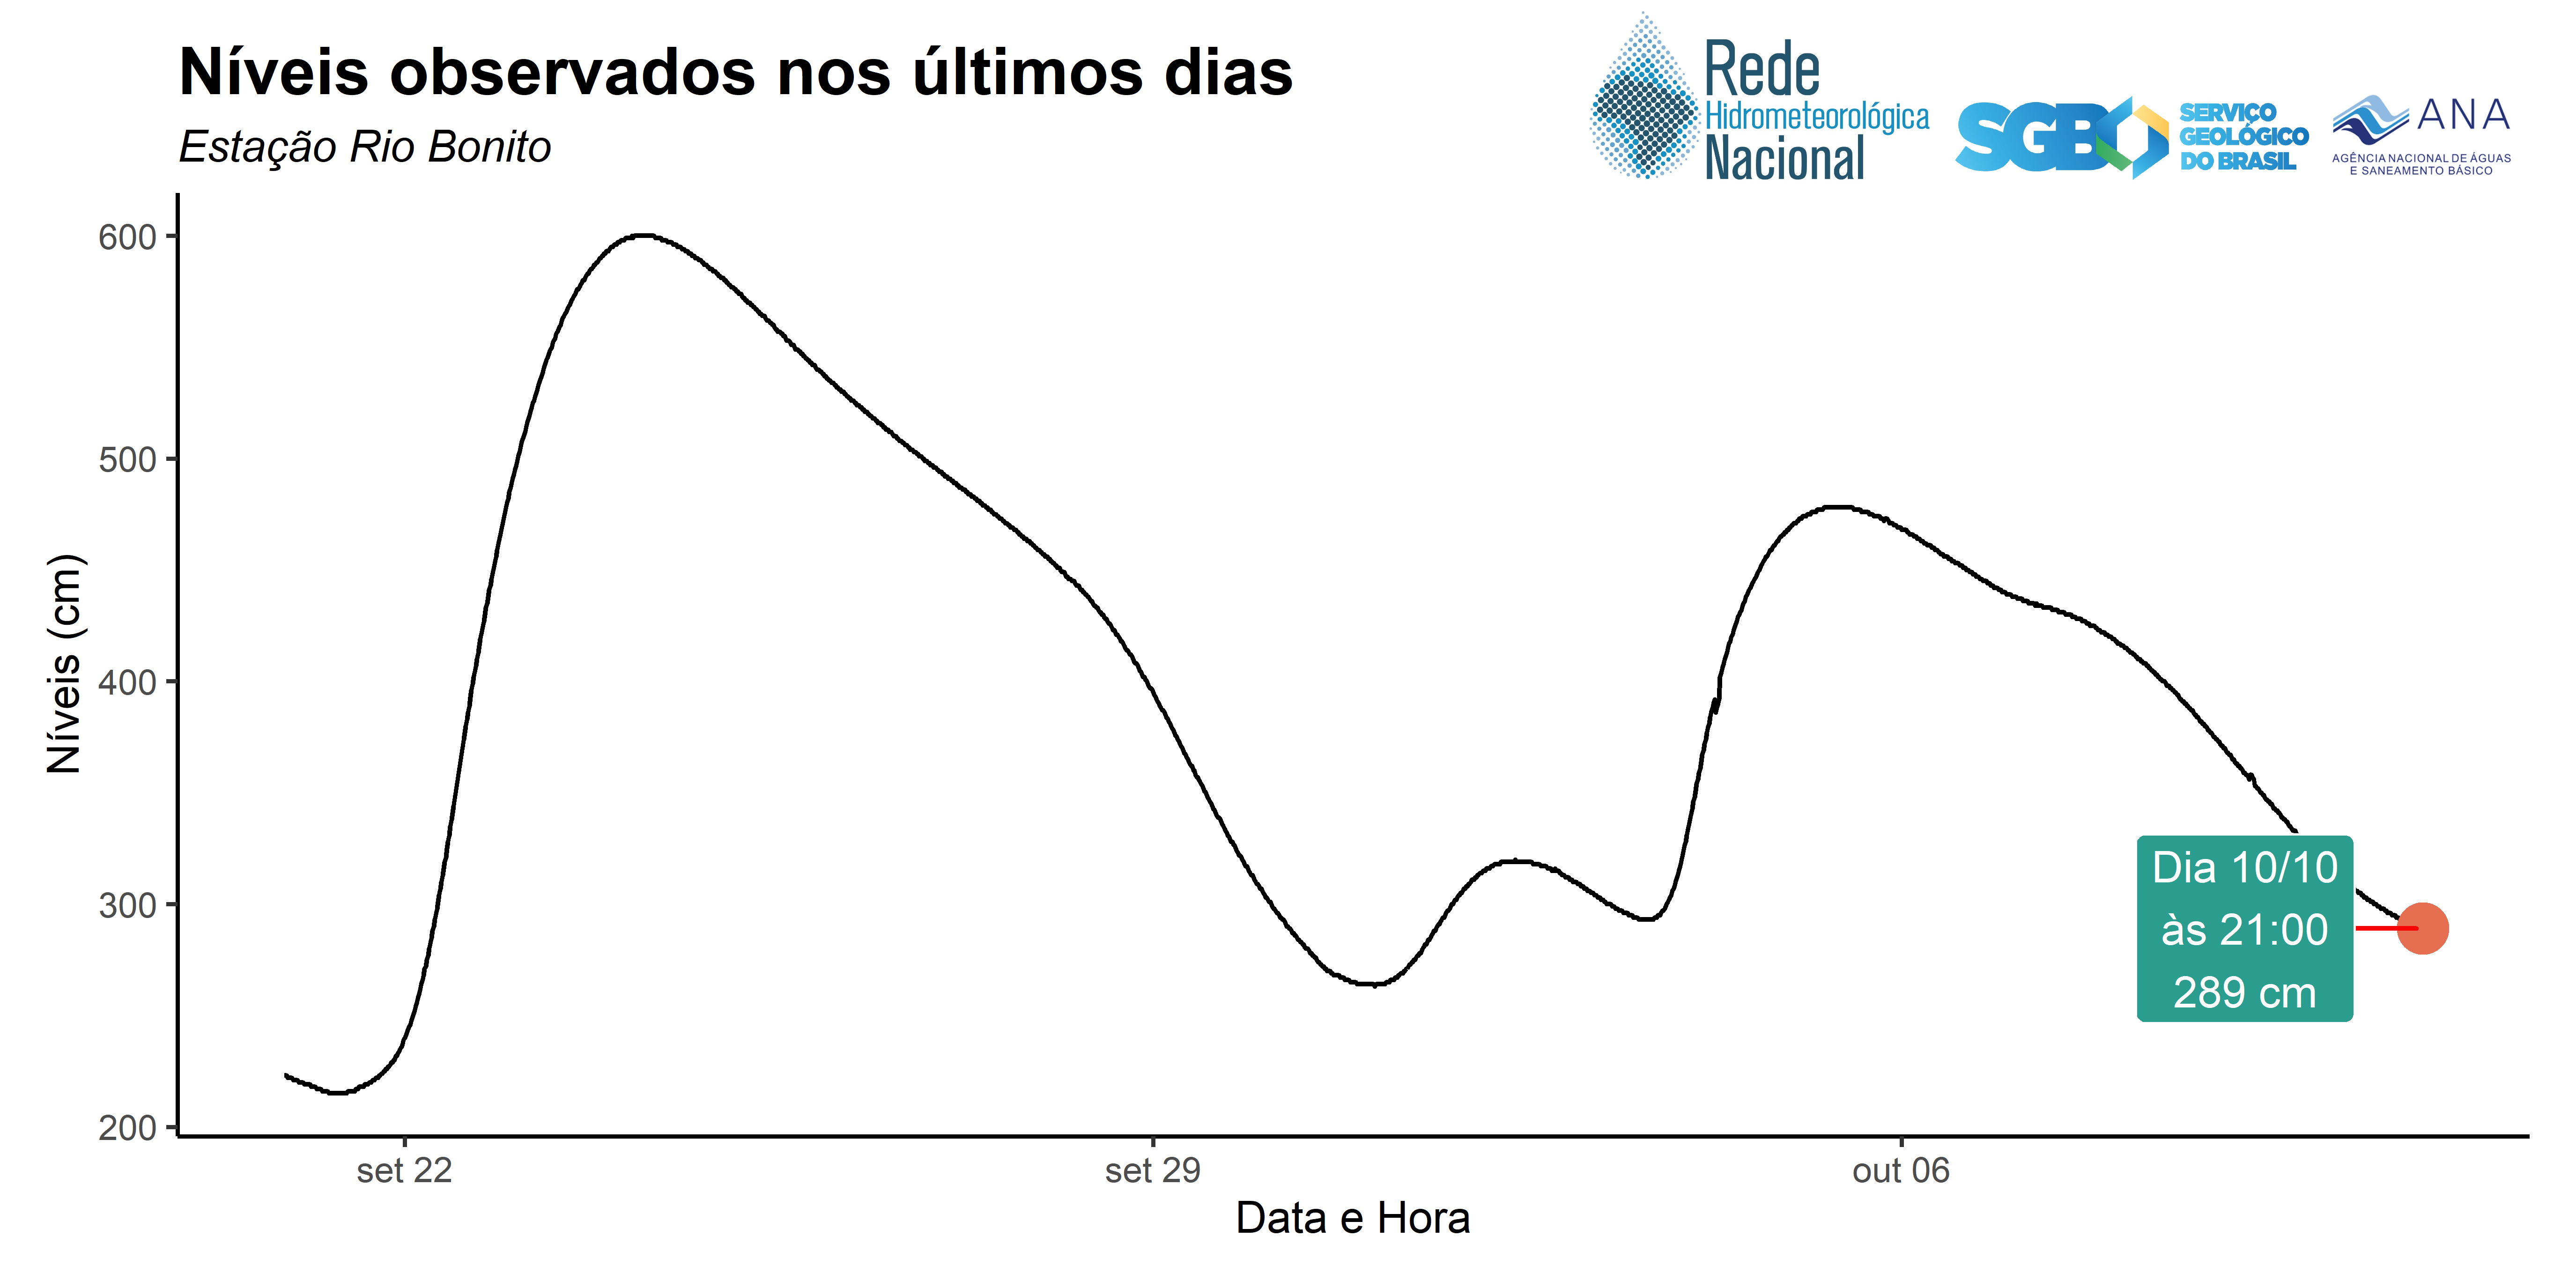 Níveis observados nos últimos dias
Estação Rio Bonito
Rede
Hidrometeorológica
Nacional
SGB
SERVIÇO
GEOLÓGICO
DO BRASIL
ANA
AGÊNCIA NACIONAL DE ÁGUAS
E SANEAMENTO BÁSICO
Níveis (cm)
600
500
400
300
200
Dia 10/10
às 21:00
289 cm
set 22
set 29
out 06
Data e Hora